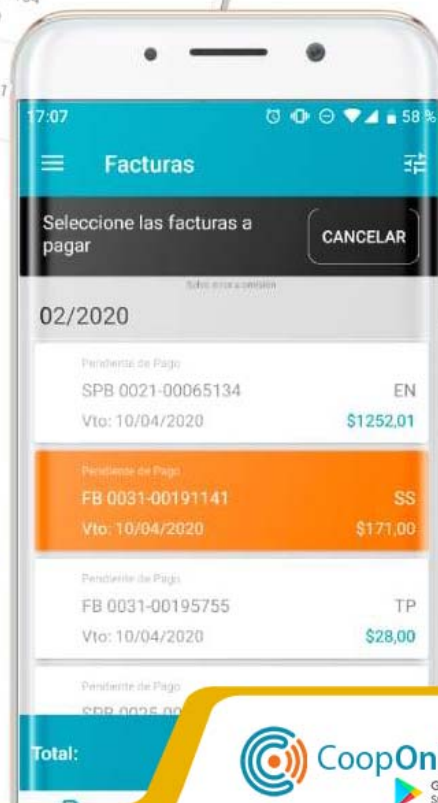 17:07 58 %
Facturas
Seleccione las facturas a
pagar
CANCELAR
Salvo error u omisión
02/2020
Pendiente de Pago
SPB 0021-00065134 EN
Vto: 10/04/2020 $1252,01
Pendiente de Pago
FB 0031-00191141 SS
Vto: 10/04/2020 $171,00
Pendiente de Pago
FB 0031-00195755 TP
Vto: 10/04/2020 $28,00
Pendiente de Pago
Total:
CoopOn